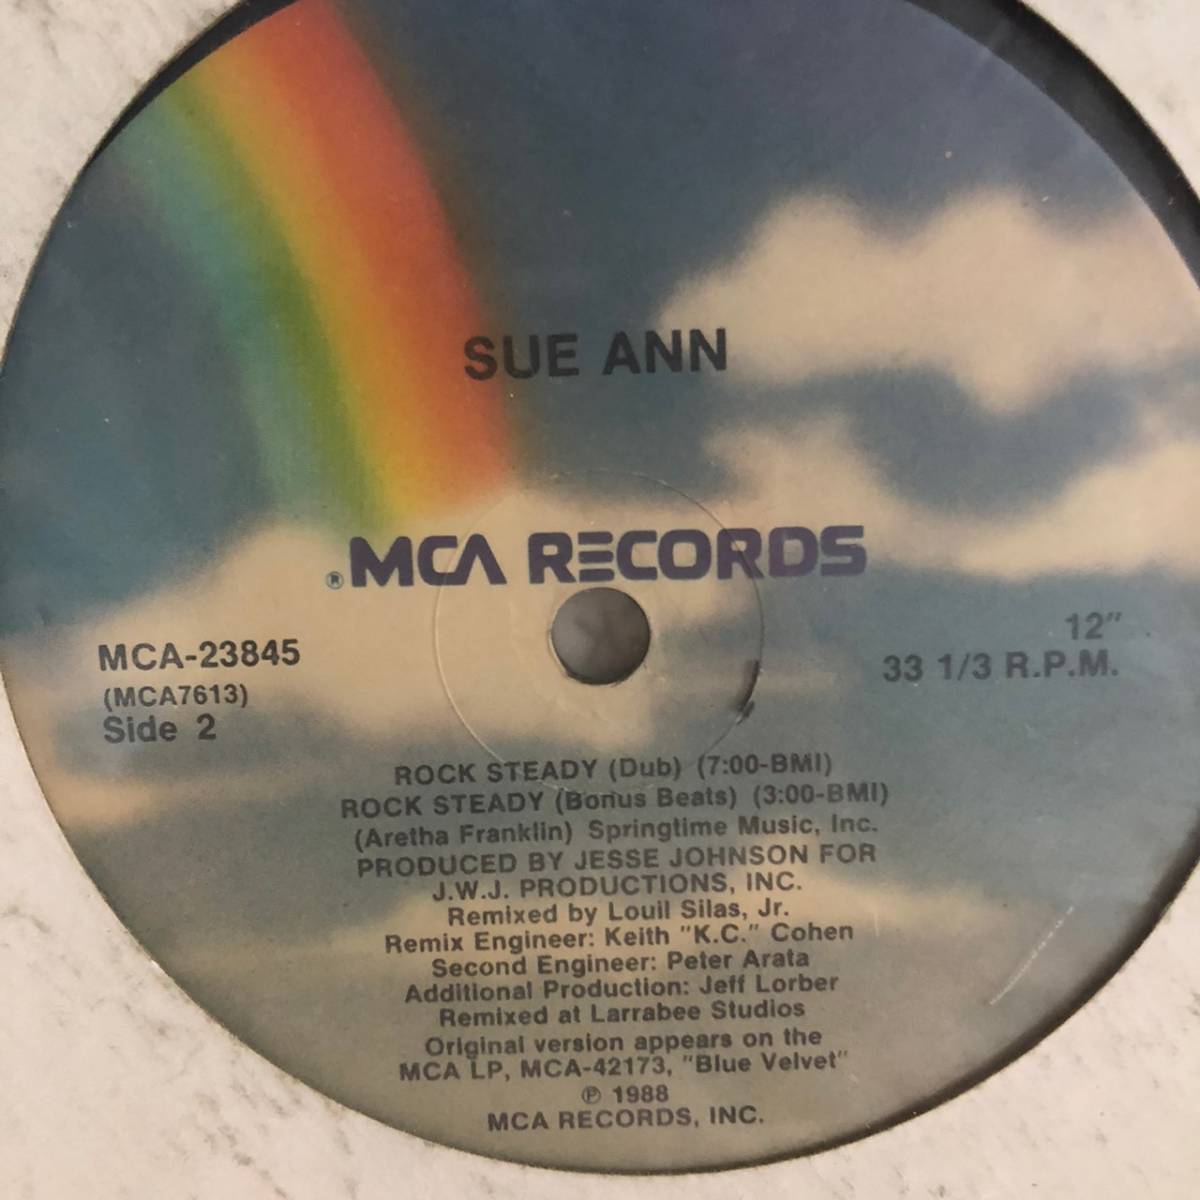 SUE ANN
® MCA RECORDS
MCA-23845
(MCA7613)
Side 2
12"
33 1/3 R.P.M.
ROCK STEADY (Dub) (7:00-BMI)
ROCK STEADY (Bonus Beats) (3:00-BMI)
(Aretha Franklin) Springtime Music, Inc.
PRODUCED BY JESSE JOHNSON FOR
J.W.J. PRODUCTIONS, INC.
Remixed by Louil Silas, Jr.
Remix Engineer: Keith "K.C." Cohen
Second Engineer: Peter Arata
Additional Production: Jeff Lorber
Remixed at Larrabee Studios
Original version appears on the
MCA LP, MCA-42173, "Blue Velvet"
℗ 1988
MCA RECORDS, INC.